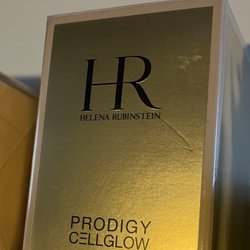 HR
HELENA RUBINSTEIN
PRODIGY
CELLGLOW